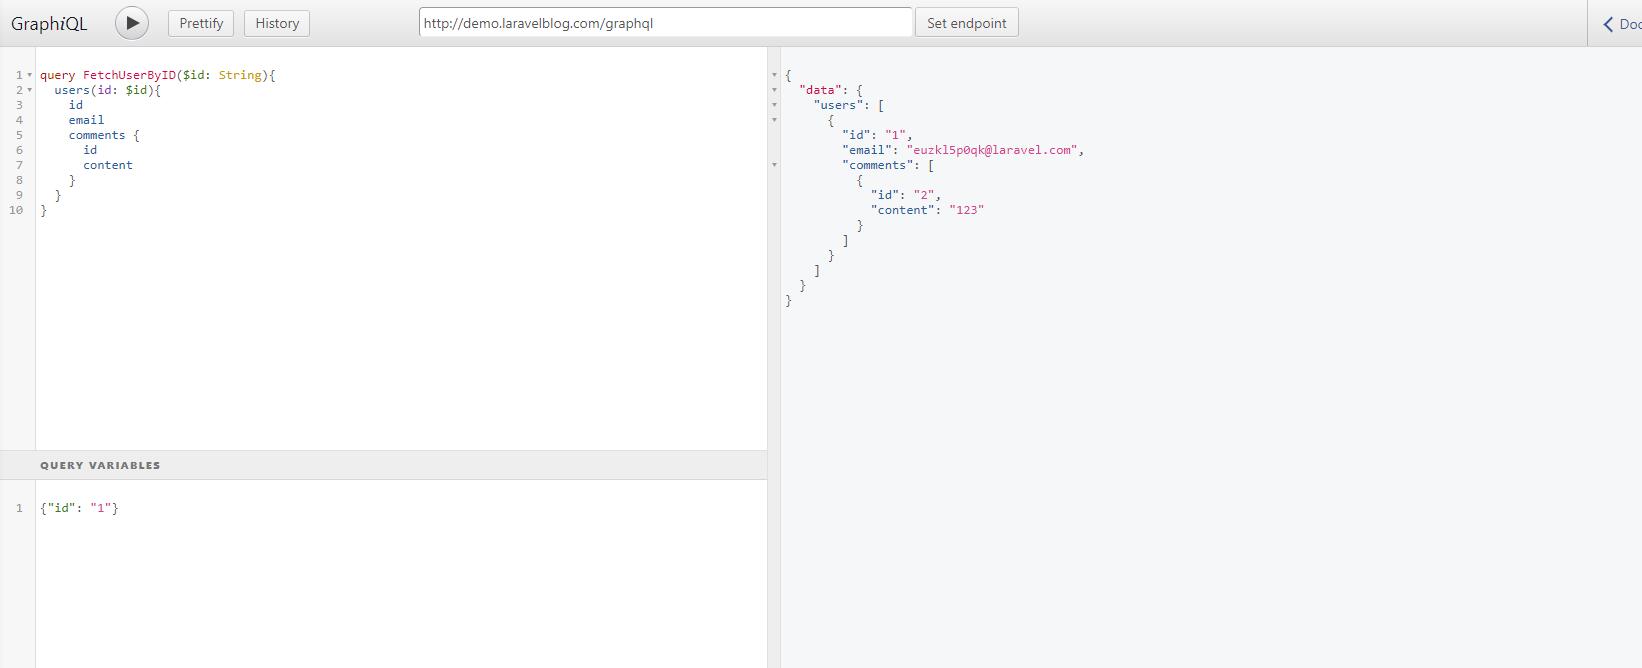 GraphiQL
Prettify
History
http://demo.laravelblog.com/graphql
Set endpoint
Doc
1 query FetchUserByID($id: String){
2 users(id: $id){
3 id
4 email
5 comments {
6 id
7 content
8 }
9 }
10 }
QUERY VARIABLES
1 {"id": "1"}
{
"data": {
"users": [
{
"id": "1",
"email": "euzkl5p0qk@laravel.com",
"comments": [
{
"id": "2",
"content": "123"
}
]
}
]
}
}